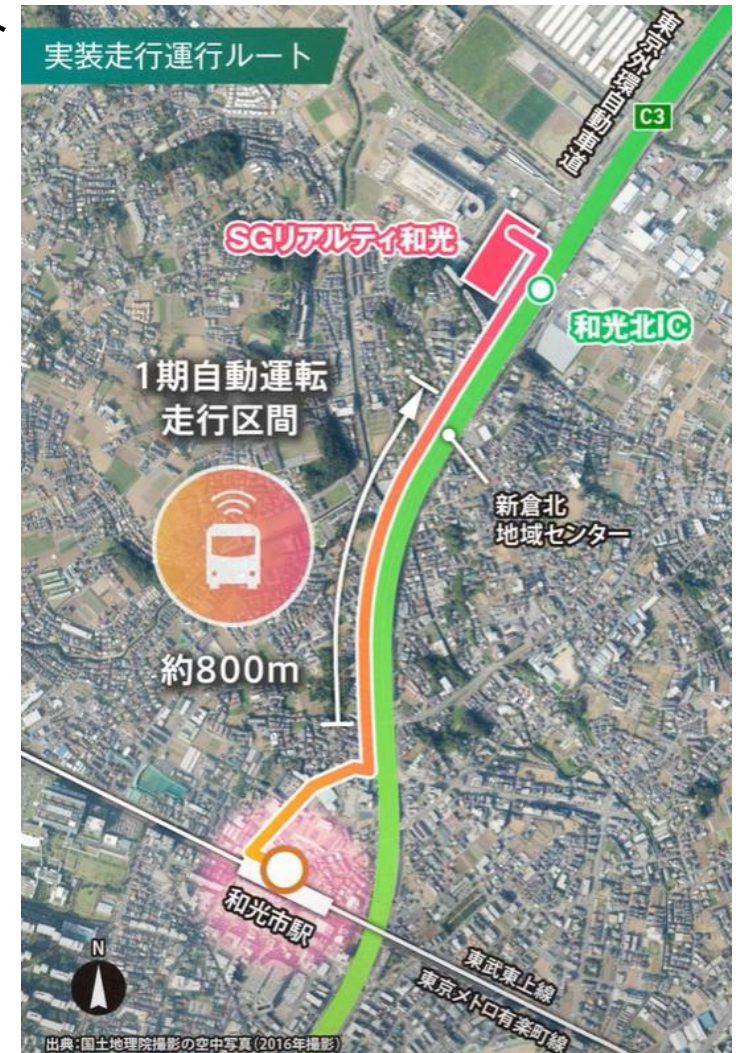 実装走行運行ルート
東京外環自動車道
C3
SGリアルティ和光
和光北IC
1期自動運転
走行区間
新倉北
地域センター
約800m
和光市駅
N
東武東上線
東京メトロ有楽町線
出典:国土地理院撮影の空中写真(2016年撮影)